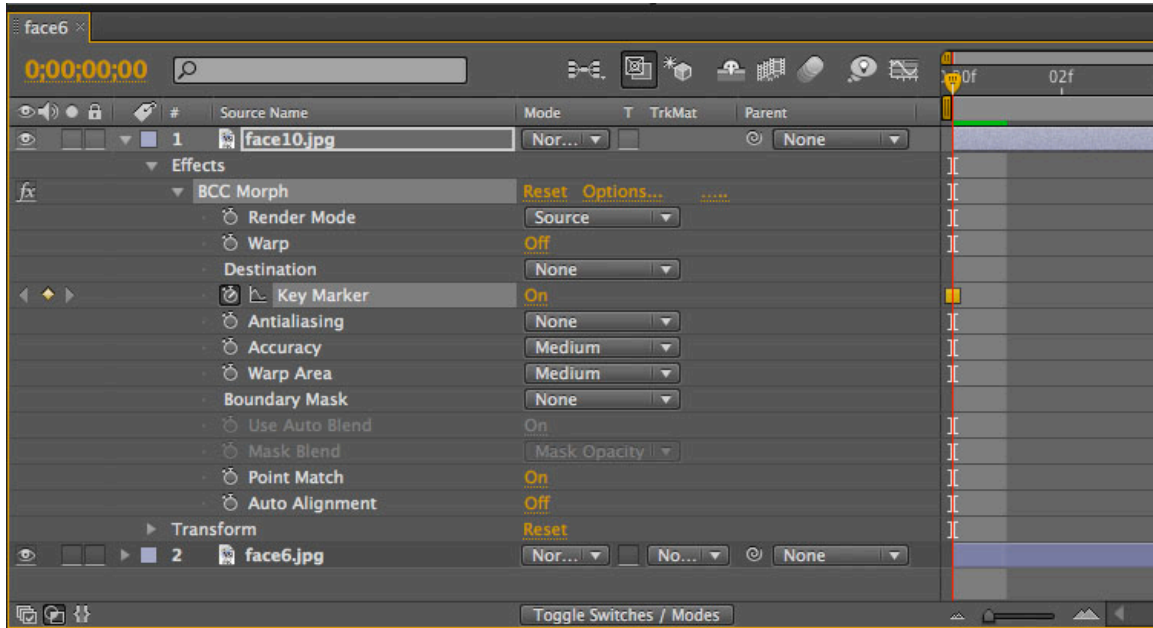 face6
0;00;00;00
:00f 02f
# Source Name Mode T TrkMat Parent
1 face10.jpg Nor... None
Effects
fx BCC Morph Reset Options... .....
Render Mode Source
Warp Off
Destination None
Key Marker On
Antialiasing None
Accuracy Medium
Warp Area Medium
Boundary Mask None
Use Auto Blend On
Mask Blend Mask Opacity
Point Match On
Auto Alignment Off
Transform Reset
2 face6.jpg Nor... No... None
Toggle Switches / Modes